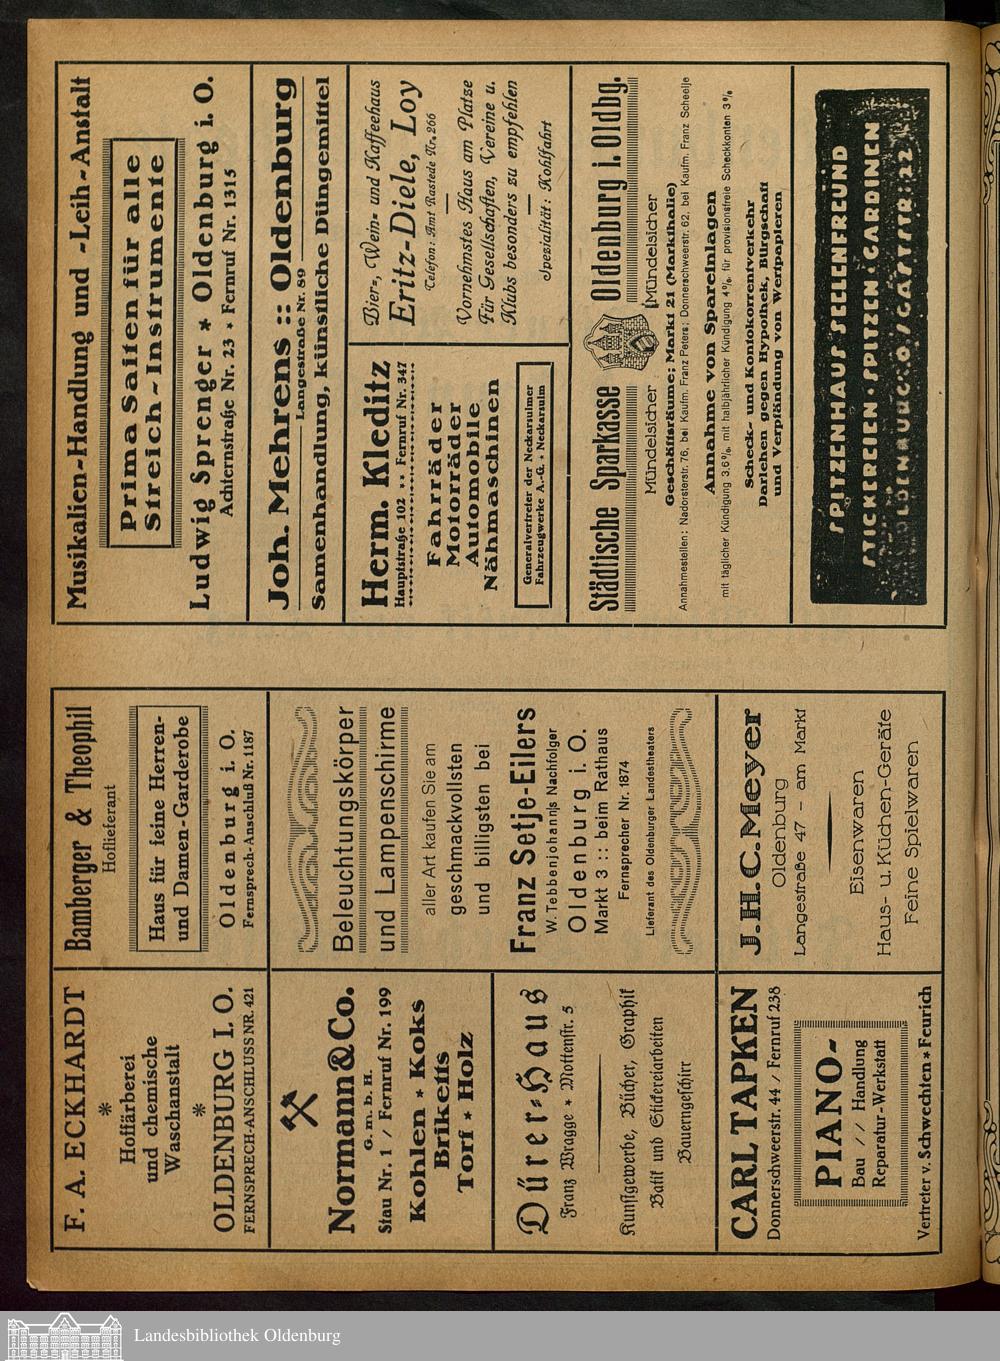 F. A. ECKHARDT
*
Hoffärberei
und chemische
Waschanstalt
*
OLDENBURG I. O.
FERNSPRECH-ANSCHLUSS NR. 421
Bamberger & Theophil
Hoflieferant
Haus für feine Herren-
und Damen-Garderobe
Oldenburg i. O.
Fernsprech-Anschluß Nr. 1187
Normann & Co.
G. m. b. H.
Stau Nr. 1 / Fernruf Nr. 199
Kohlen * Koks
Briketts
Torf * Holz
Dürer-Haus
Franz Wragge * Mottenstr. 5
Kunstgewerbe, Bücher, Graphik
Batik und Stickereiarbeiten
Bauerngeschirr
Beleuchtungskörper
und Lampenschirme
aller Art kaufen Sie am
geschmackvollsten
und billigsten bei
Franz Setje-Eilers
W. Tebbenjohanns Nachfolger
Oldenburg i. O.
Markt 3 :: beim Rathaus
Fernsprecher Nr. 1874
Lieferant des Oldenburger Landestheaters
CARL TAPKEN
Donnerschweerstr. 44 / Fernruf 238
PIANO-
Bau // Handlung
Reparatur-Werkstatt
Vertreter v. Schwechten * Feurich
J. H. C. Meyer
Oldenburg
Langestraße 47 - am Markt
Eisenwaren
Haus- u. Küchen-Geräte
Feine Spielwaren
Musikalien-Handlung und -Leih-Anstalt
Prima Saiten für alle
Streich-Instrumente
Ludwig Sprenger * Oldenburg i. O.
Achternstraße Nr. 23 * Fernruf Nr. 1315
Joh. Mehrens :: Oldenburg
Langestraße Nr. 89
Samenhandlung, künstliche Düngemittel
Herm. Kleditz
Hauptstraße 102 ** Fernruf Nr. 347
Fahrräder
Motorräder
Automobile
Nähmaschinen
Generalvertreter der Neckarsulmer
Fahrzeugwerke A.-G. * Neckarsulm
Bier-, Wein- und Kaffeehaus
Eritz-Diele, Loy
Telefon: Amt Rastede Nr. 266
Vornehmstes Haus am Platze
Für Gesellschaften, Vereine u.
Klubs besonders zu empfehlen
Spezialität: Kohlfahrt
Städtische Sparkasse Oldenburg i. Oldbg.
Mündelsicher Mündelsicher
Geschäftsräume: Markt 21 (Markthalle)
Annahmestellen: Nadorsterstr. 76, bei Kaufm. Franz Peters; Donnerschweerstr. 62, bei Kaufm. Franz Scheelje
Annahme von Spareinlagen
mit täglicher Kündigung 3,6%, mit halbjährlicher Kündigung 4%, für provisionsfreie Scheckkonten 3%
Scheck- und Kontokorrentverkehr
Darlehen gegen Hypothek, Bürgschaft
und Verpfändung von Wertpapieren
SPITZENHAUS SEELENFREUND
STICKEREIEN · SPITZEN · GARDINEN
OLDENBURG i. O. / GASTSTR: 22
Landesbibliothek Oldenburg